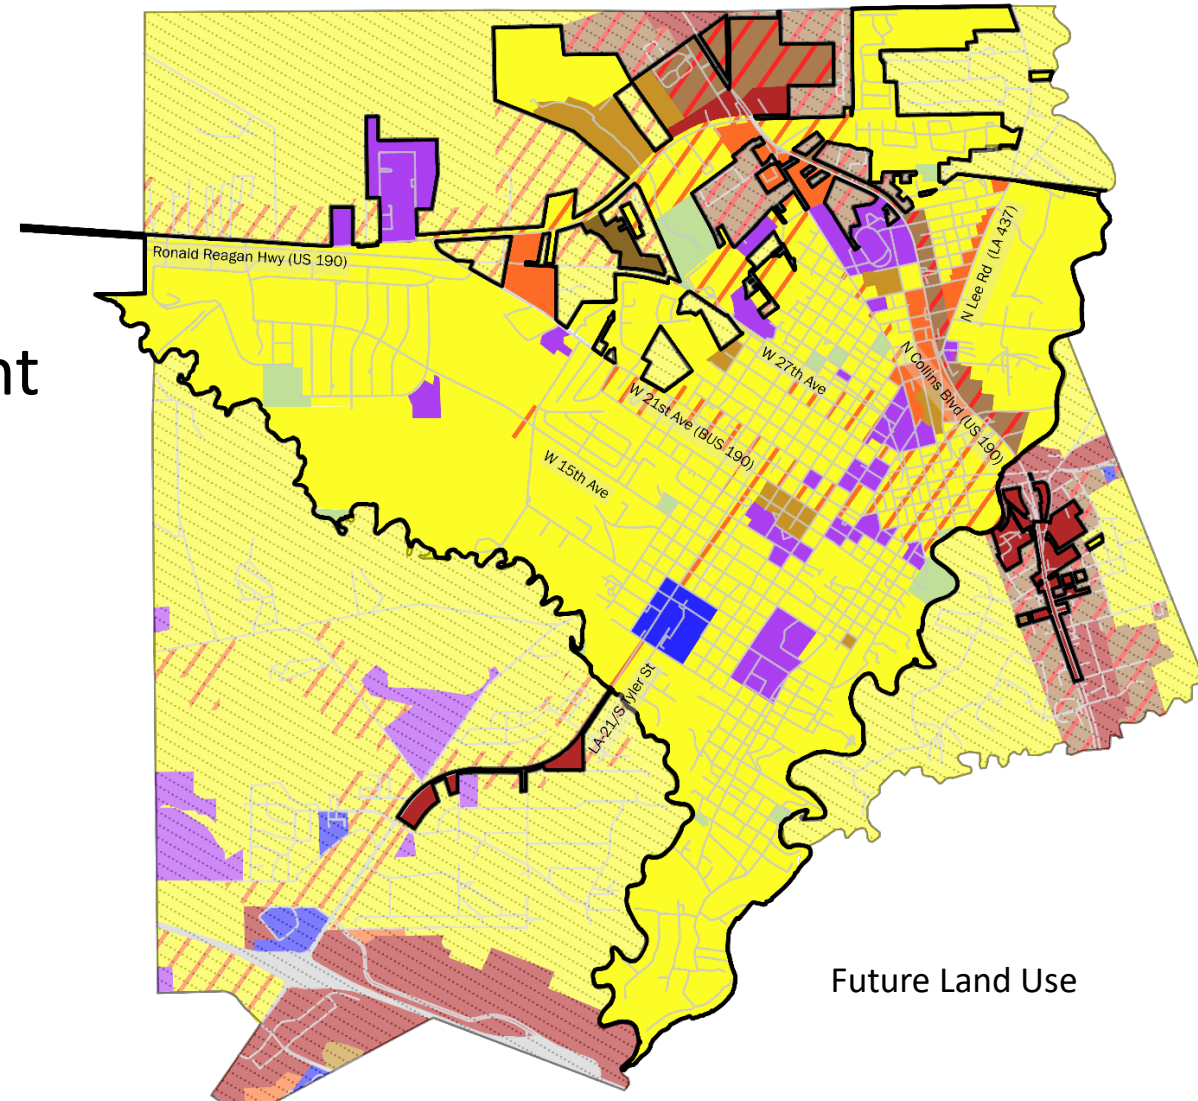 Ronald Reagan Hwy (US 190)
N Lee Rd (LA 437)
nt
W 27th Ave
N Collins Blvd (US 190)
W 21st Ave (BUS 190)
W 15th Ave
LA-21/S Tyler St
Future Land Use